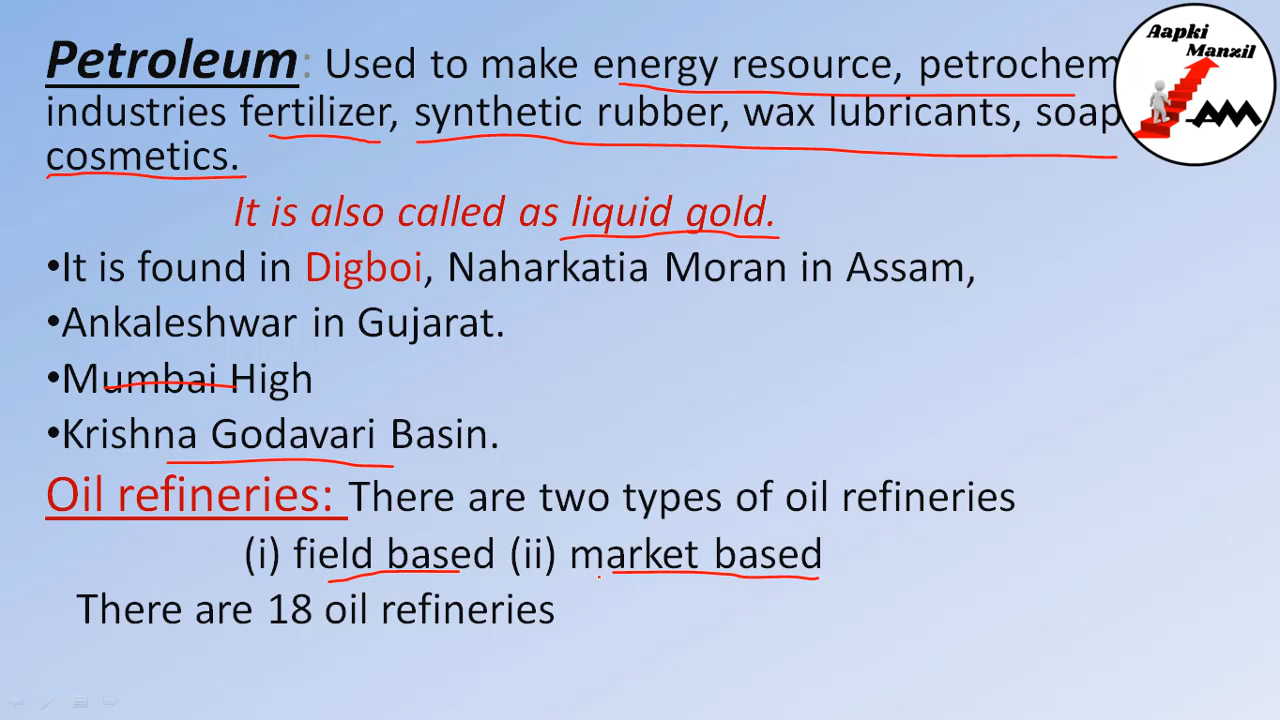 Petroleum: Used to make energy resource, petrochem
industries fertilizer, synthetic rubber, wax lubricants, soap
cosmetics.
It is also called as liquid gold.
•It is found in Digboi, Naharkatia Moran in Assam,
•Ankaleshwar in Gujarat.
•Mumbai High
•Krishna Godavari Basin.
Oil refineries: There are two types of oil refineries
(i) field based (ii) market based
There are 18 oil refineries
Aapki
Manzil
AM